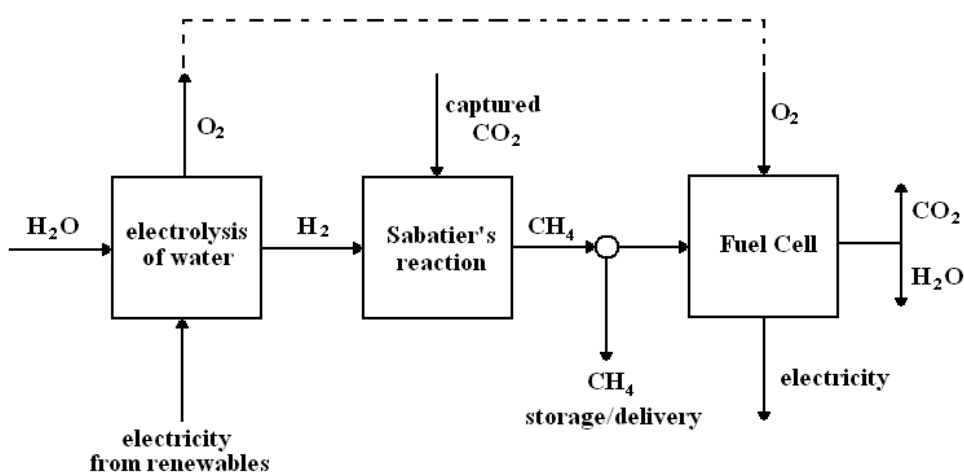 O₂
captured
CO₂
O₂
H₂O
electrolysis
of water
H₂
Sabatier's
reaction
CH₄
Fuel Cell
CO₂
H₂O
CH₄
storage/delivery
electricity
electricity
from renewables